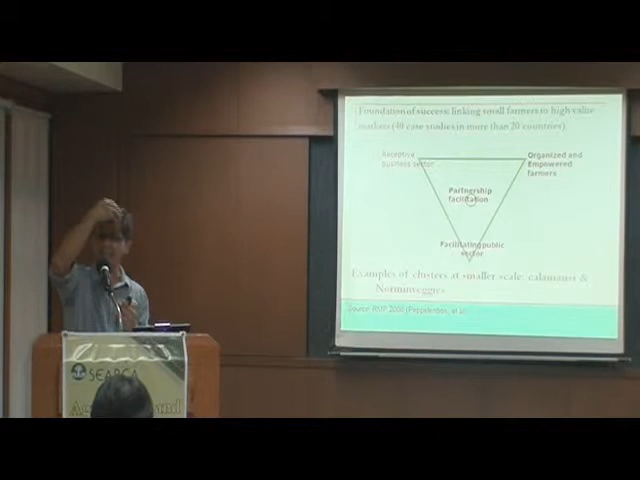 Foundation of success: linking small farmers to high value
markets (40 case studies in more than 20 countries)
Receptive
business sector
Organized and
Empowered
farmers
Partnership
facilitation
Facilitating public
sector
Examples of clusters at smaller scale: calamansi &
Norminveggies
SEARCA